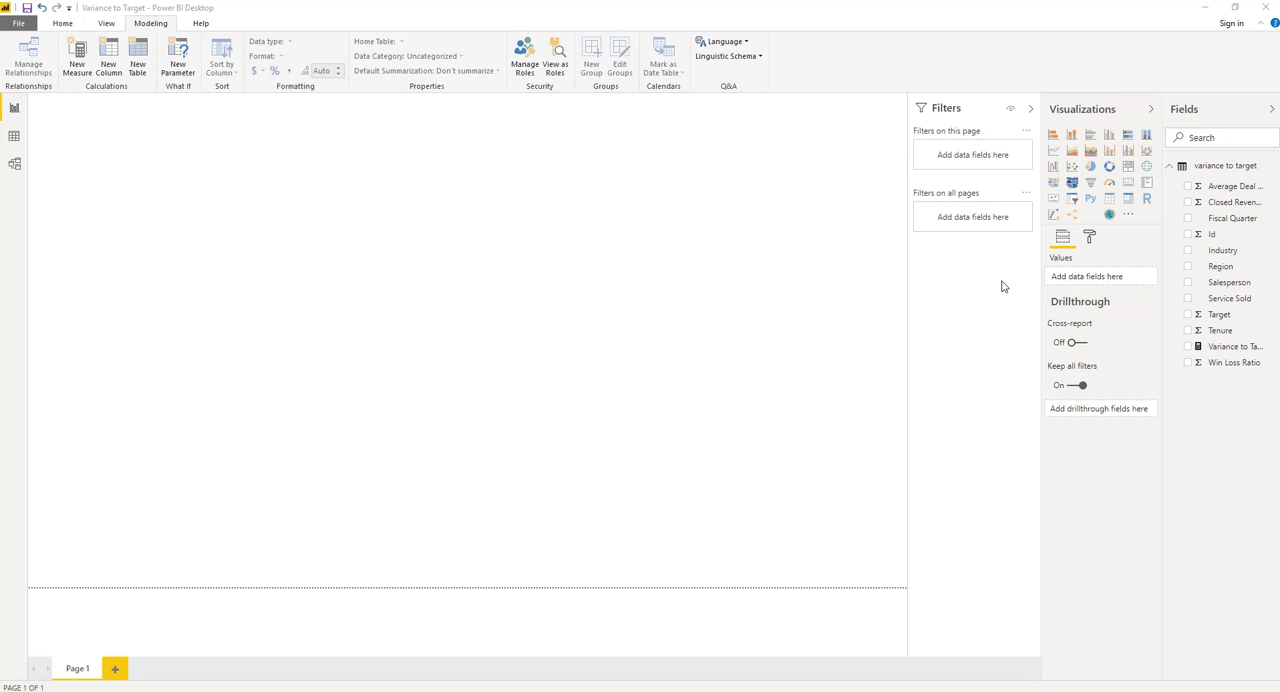 Variance to Target - Power BI Desktop
File Home View Modeling Help Sign in
Manage Relationships
New Measure
New Column
New Table
New Parameter
Sort by Column
Data type:
Format:
$ % , Auto
Home Table:
Data Category: Uncategorized
Default Summarization: Don't summarize
Manage Roles
View as Roles
New Group
Edit Groups
Mark as Date Table
Language
Linguistic Schema
Relationships Calculations What If Sort Formatting Properties Security Groups Calendars Q&A
Filters
Filters on this page
Add data fields here
Filters on all pages
Add data fields here
Visualizations
Py
R
Values
Add data fields here
Drillthrough
Cross-report
Off
Keep all filters
On
Add drillthrough fields here
Fields
Search
variance to target
Average Deal ...
Closed Reven...
Fiscal Quarter
Id
Industry
Region
Salesperson
Service Sold
Target
Tenure
Variance to Ta...
Win Loss Ratio
Page 1
PAGE 1 OF 1